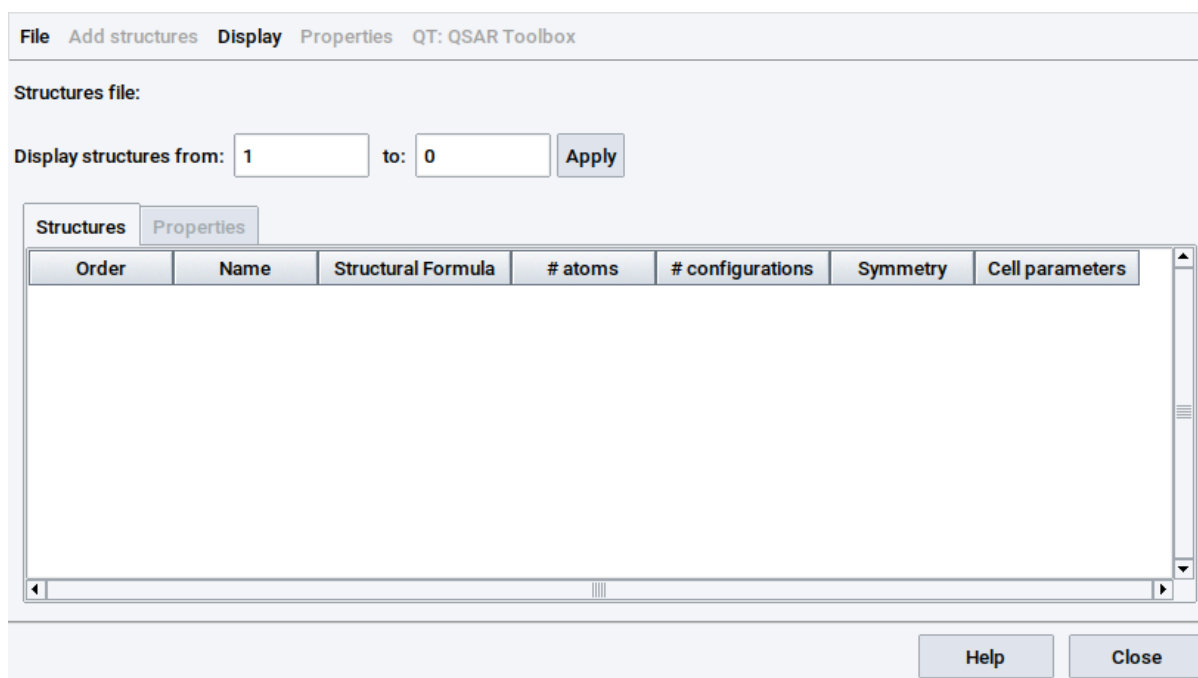 File Add structures Display Properties QT: QSAR Toolbox
Structures file:
Display structures from: 1 to: 0 Apply
Structures Properties
Order Name Structural Formula # atoms # configurations Symmetry Cell parameters
Help Close